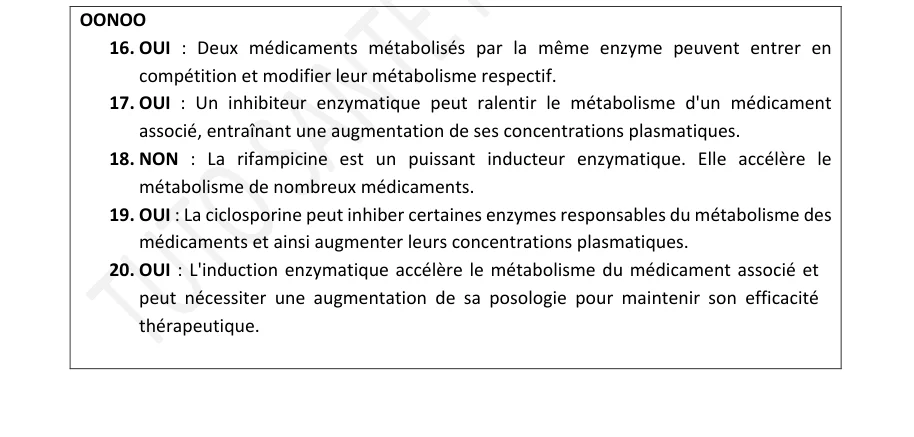 OONOO
16. OUI : Deux médicaments métabolisés par la même enzyme peuvent entrer en
compétition et modifier leur métabolisme respectif.
17. OUI : Un inhibiteur enzymatique peut ralentir le métabolisme d'un médicament
associé, entraînant une augmentation de ses concentrations plasmatiques.
18. NON : La rifampicine est un puissant inducteur enzymatique. Elle accélère le
métabolisme de nombreux médicaments.
19. OUI : La ciclosporine peut inhiber certaines enzymes responsables du métabolisme des
médicaments et ainsi augmenter leurs concentrations plasmatiques.
20. OUI : L'induction enzymatique accélère le métabolisme du médicament associé et
peut nécessiter une augmentation de sa posologie pour maintenir son efficacité
thérapeutique.
TUTO SANTE